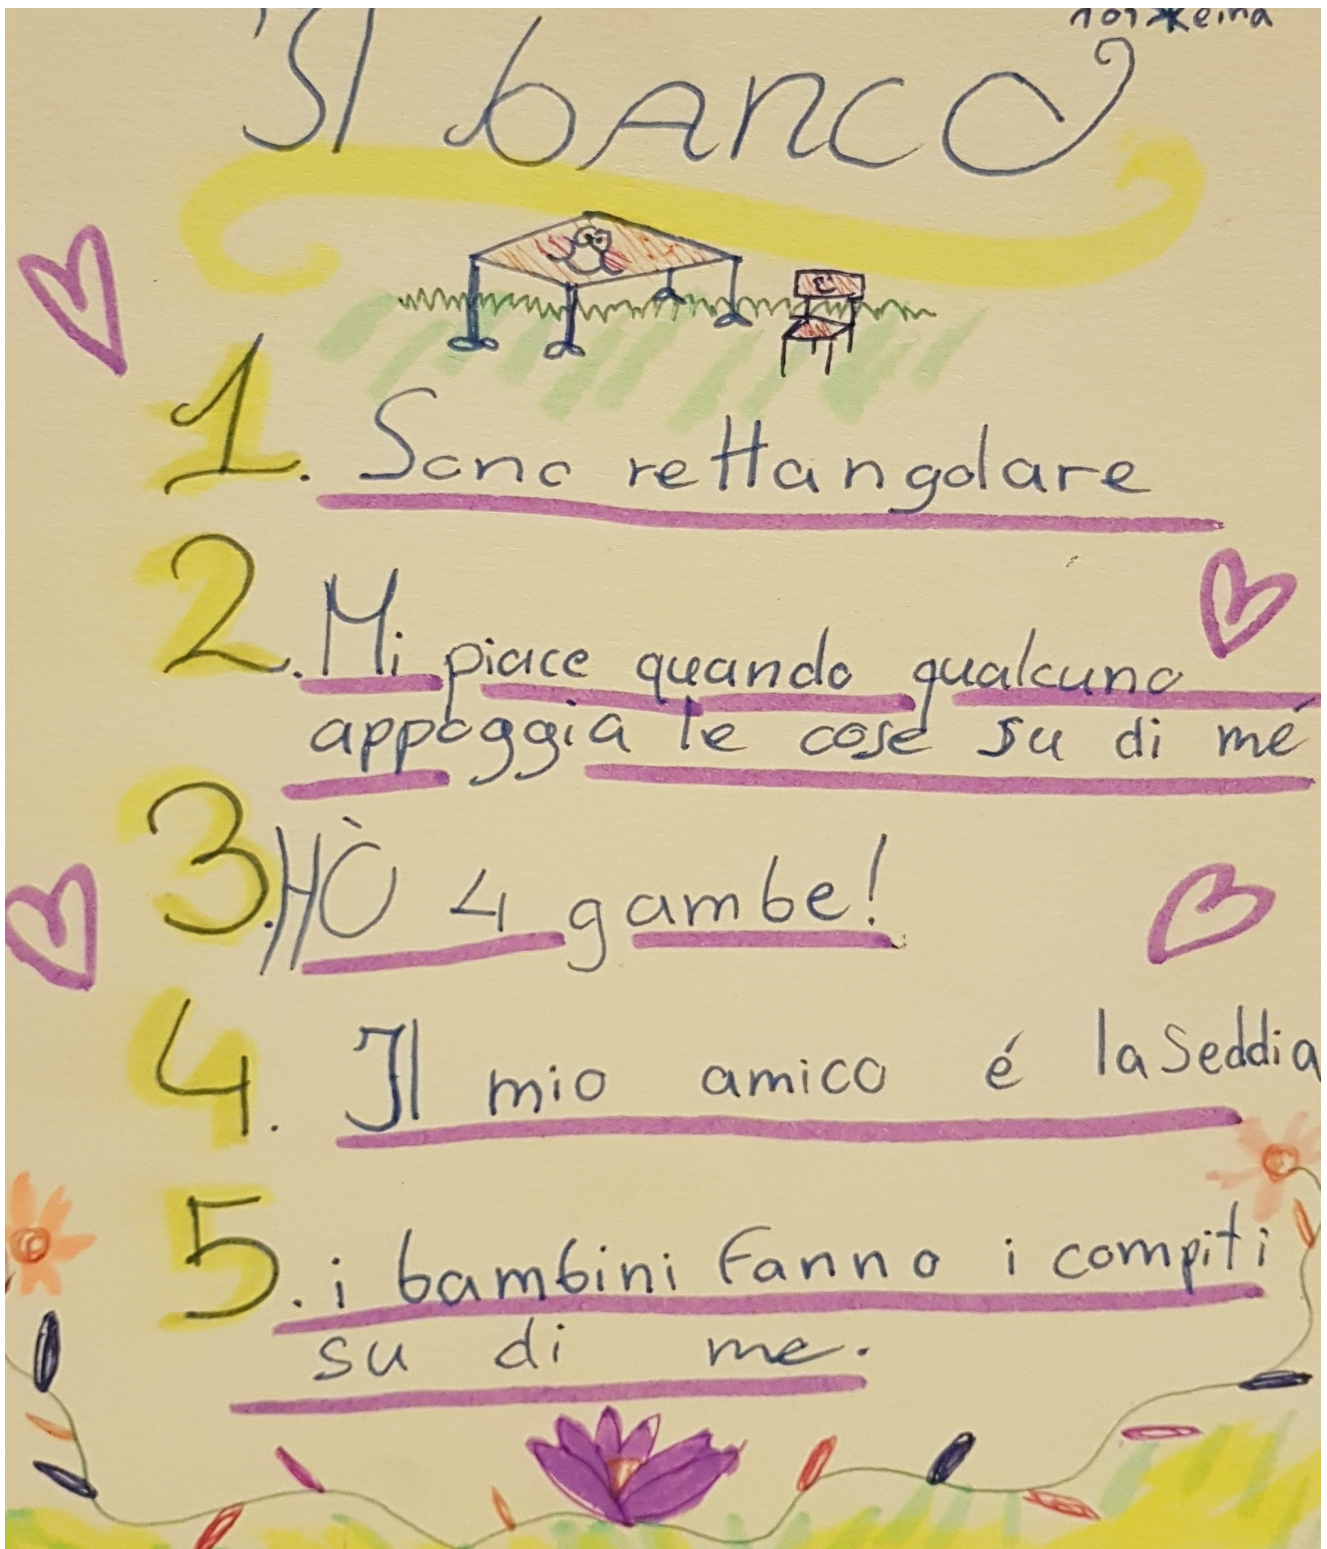 Il banco
1. Sono rettangolare
2. Mi piace quando qualcuno
appoggia le cose su di mé
3. HÒ 4 gambe!
4. Il mio amico é la Seddia
5. i bambini fanno i compiti
su di me.